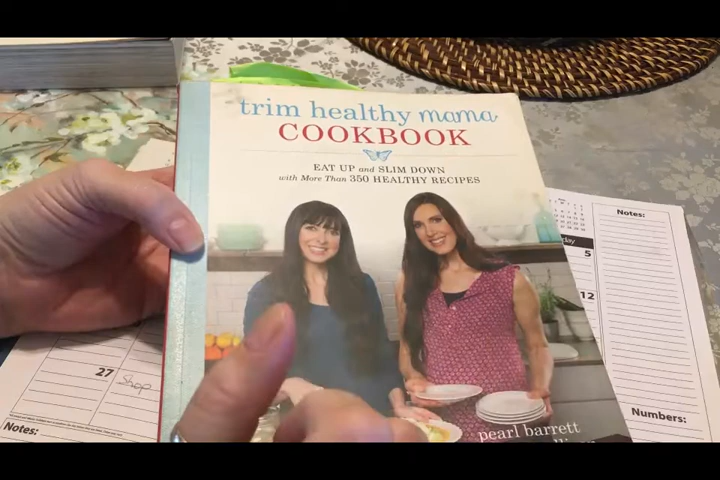 trim healthy mama
COOKBOOK
EAT UP and SLIM DOWN
with More Than 350 HEALTHY RECIPES
pearl barrett
Notes:
day
5
12
27
Shop
Notes:
Numbers: